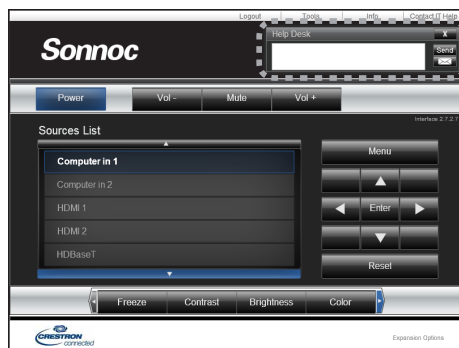 Logout Tools Info Contact IT Help
Help Desk X
Sonnoc
Send
Power Vol - Mute Vol +
Interface 2.7.2.7
Sources List
Computer in 1
Menu
Computer in 2
HDMI 1
Enter
HDMI 2
HDBaseT
Reset
Freeze Contrast Brightness Color
CRESTRON
connected
Expansion Options